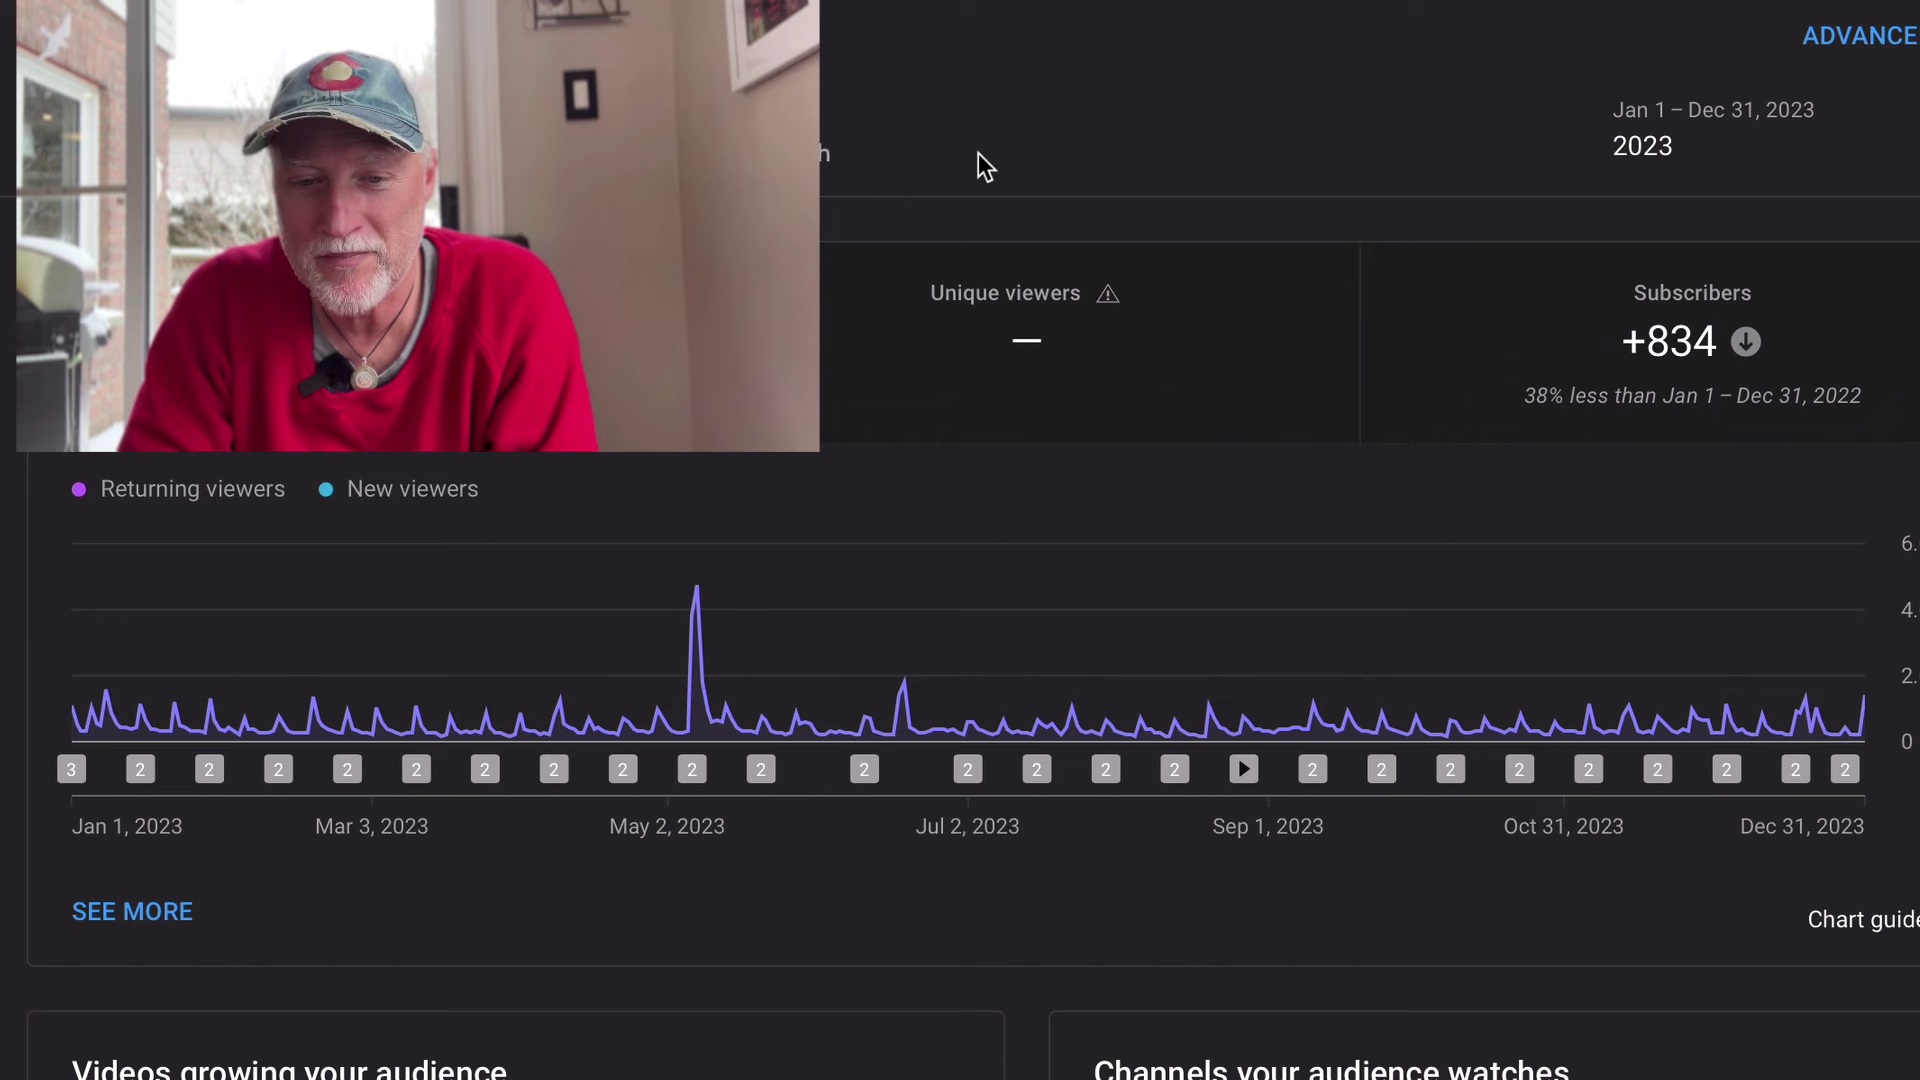 ADVANCE
Jan 1 – Dec 31, 2023
2023
h
Unique viewers
—
Subscribers
+834
38% less than Jan 1 – Dec 31, 2022
Returning viewers
New viewers
6.
4.
2.
0
3 2 2 2 2 2 2 2 2 2 2 2 2 2 2 2 2 2 2 2 2 2 2 2 2
Jan 1, 2023 Mar 3, 2023 May 2, 2023 Jul 2, 2023 Sep 1, 2023 Oct 31, 2023 Dec 31, 2023
SEE MORE
Chart guide
Videos growing your audience
Channels your audience watches